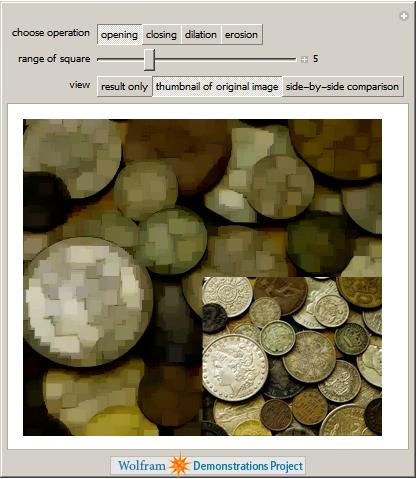 choose operation opening closing dilation erosion
range of square 5
view result only thumbnail of original image side-by-side comparison
Wolfram Demonstrations Project